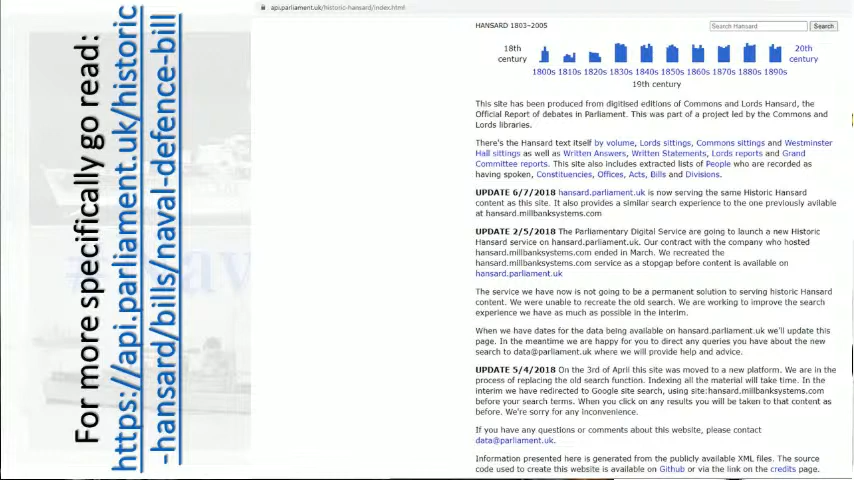 For more specifically go read:
https://api.parliament.uk/historic
-hansard/bills/naval-defence-bill
api.parliament.uk/historic-hansard/index.html
HANSARD 1803–2005
Search Hansard
Search
18th
century
20th
century
1800s 1810s 1820s 1830s 1840s 1850s 1860s 1870s 1880s 1890s
19th century
This site has been produced from digitised editions of Commons and Lords Hansard, the
Official Report of debates in Parliament. This was part of a project led by the Commons and
Lords libraries.
There's the Hansard text itself by volume, Lords sittings, Commons sittings and Westminster
Hall sittings as well as Written Answers, Written Statements, Lords reports and Grand
Committee reports. This site also includes extracted lists of People who are recorded as
having spoken, Constituencies, Offices, Acts, Bills and Divisions.
UPDATE 6/7/2018 hansard.parliament.uk is now serving the same Historic Hansard
content as this site. It also provides a similar search experience to the one previously avilable
at hansard.millbanksystems.com
UPDATE 2/5/2018 The Parliamentary Digital Service are going to launch a new Historic
Hansard service on hansard.parliament.uk. Our contract with the company who hosted
hansard.millbanksystems.com ended in March. We recreated the
hansard.millbanksystems.com service as a stopgap before content is available on
hansard.parliament.uk
The service we have now is not going to be a permanent solution to serving historic Hansard
content. We were unable to recreate the old search. We are working to improve the search
experience we have as much as possible in the interim.
When we have dates for the data being available on hansard.parliament.uk we'll update this
page. In the meantime we are happy for you to direct any queries you have about the new
search to data@parliament.uk where we will provide help and advice.
UPDATE 5/4/2018 On the 3rd of April this site was moved to a new platform. We are in the
process of replacing the old search function. Indexing all the material will take time. In the
interim we have redirected to Google site search, using site:hansard.millbanksystems.com
before your search terms. When you click on any results you will be taken to that content as
before. We're sorry for any inconvenience.
If you have any questions or comments about this website, please contact
data@parliament.uk.
Information presented here is generated from the publicly available XML files. The source
code used to create this website is available on Github or via the link on the credits page.